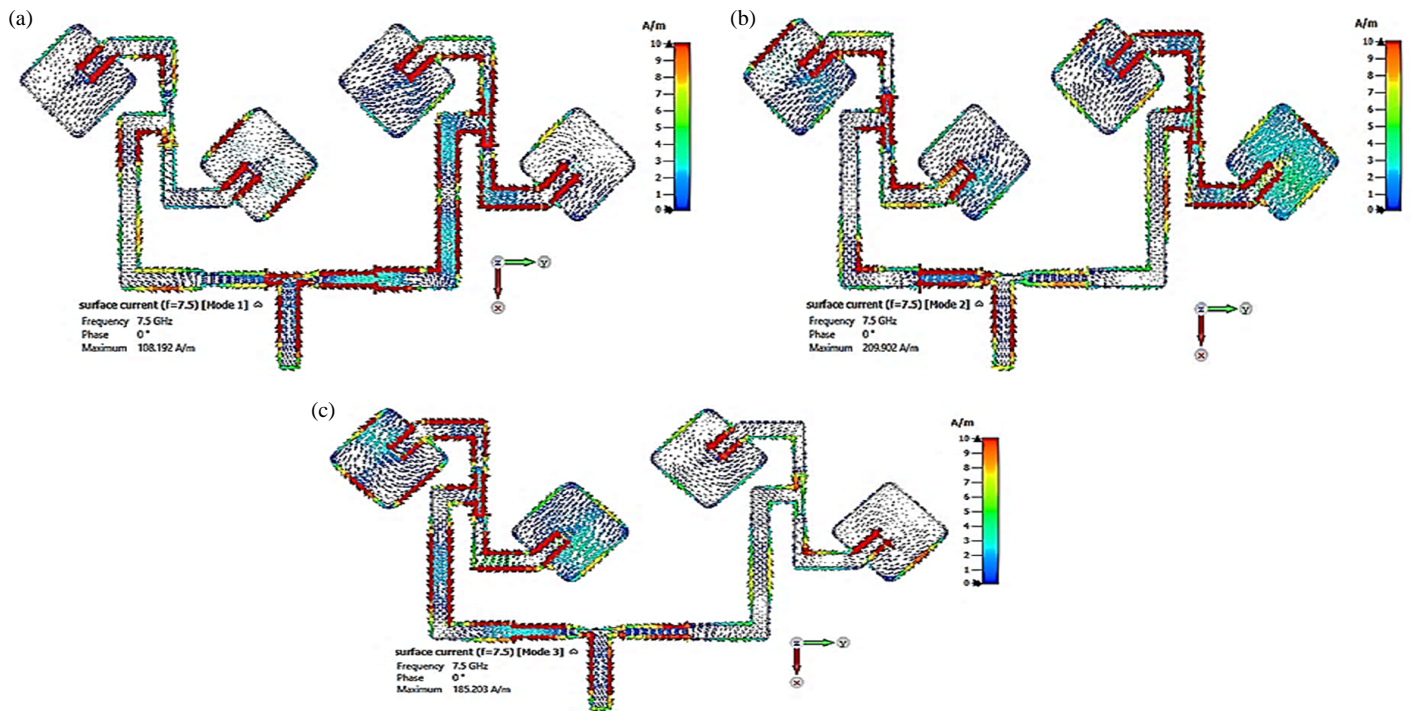 (a)
A/m
10
9
8
7
6
5
4
3
2
1
0
z
Y
X
surface current (f=7.5) [Mode 1]
Frequency 7.5 GHz
Phase 0 °
Maximum 108.192 A/m
(b)
A/m
10
9
8
7
6
5
4
3
2
1
0
z
Y
X
surface current (f=7.5) [Mode 2]
Frequency 7.5 GHz
Phase 0 °
Maximum 209.902 A/m
(c)
A/m
10
9
8
7
6
5
4
3
2
1
0
z
Y
X
surface current (f=7.5) [Mode 3]
Frequency 7.5 GHz
Phase 0 °
Maximum 185.203 A/m